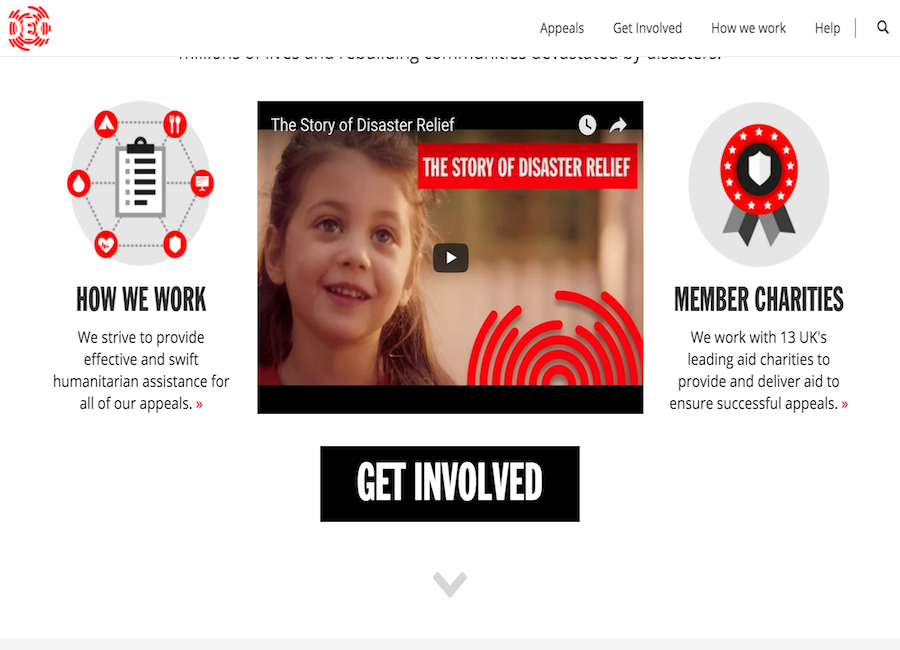 DEC
Appeals Get Involved How we work Help
millions of lives and rebuilding communities devastated by disasters.
The Story of Disaster Relief
THE STORY OF DISASTER RELIEF
HOW WE WORK
We strive to provide
effective and swift
humanitarian assistance for
all of our appeals. »
MEMBER CHARITIES
We work with 13 UK's
leading aid charities to
provide and deliver aid to
ensure successful appeals. »
GET INVOLVED